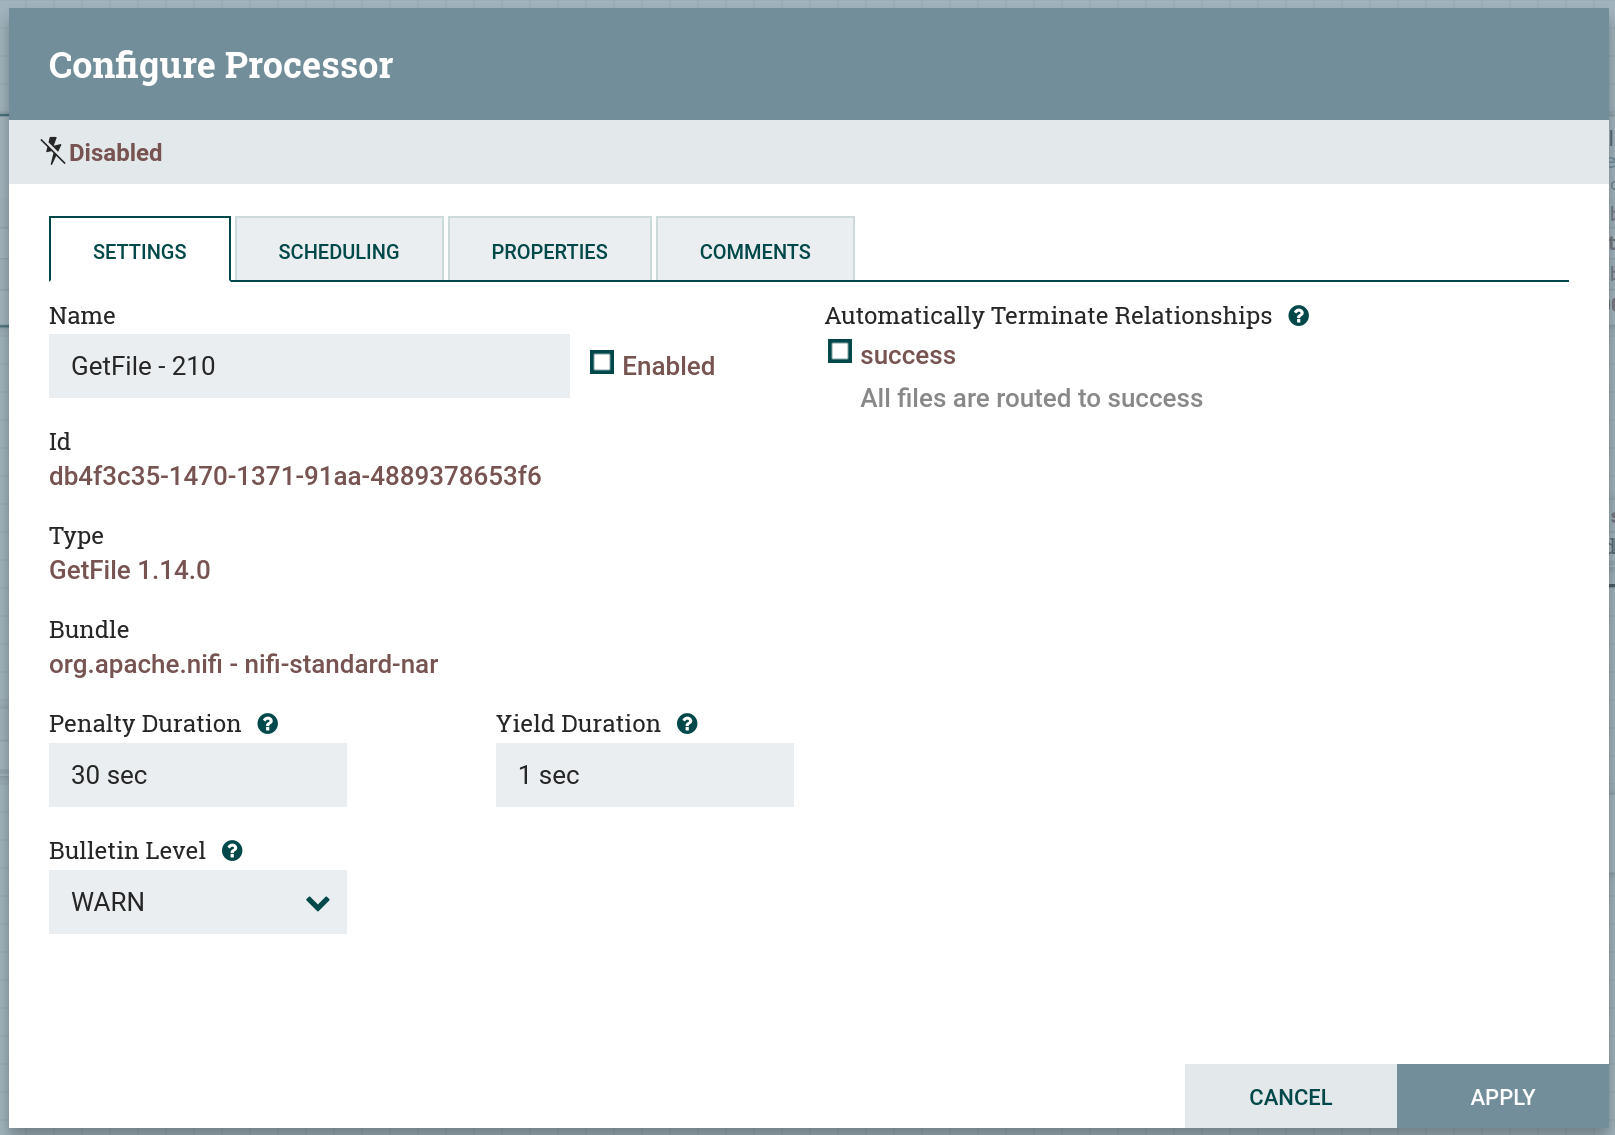 Configure Processor
Disabled
SETTINGS SCHEDULING PROPERTIES COMMENTS
Name
GetFile - 210
Enabled
Id
db4f3c35-1470-1371-91aa-4889378653f6
Type
GetFile 1.14.0
Bundle
org.apache.nifi - nifi-standard-nar
Penalty Duration
30 sec
Yield Duration
1 sec
Bulletin Level
WARN
Automatically Terminate Relationships
success
All files are routed to success
CANCEL APPLY